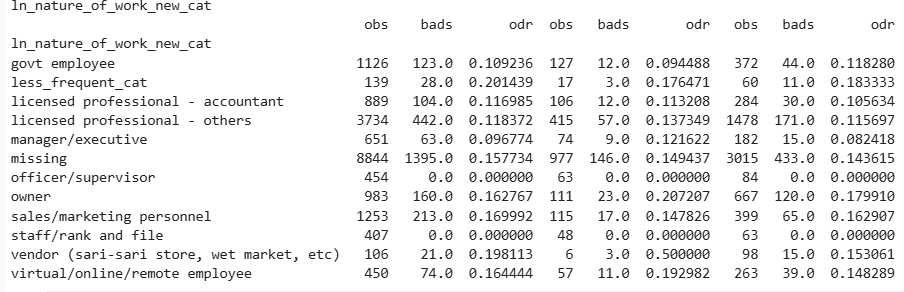 ln_nature_of_work_new_cat
obs bads odr obs bads odr obs bads odr
ln_nature_of_work_new_cat
govt employee 1126 123.0 0.109236 127 12.0 0.094488 372 44.0 0.118280
less_frequent_cat 139 28.0 0.201439 17 3.0 0.176471 60 11.0 0.183333
licensed professional - accountant 889 104.0 0.116985 106 12.0 0.113208 284 30.0 0.105634
licensed professional - others 3734 442.0 0.118372 415 57.0 0.137349 1478 171.0 0.115697
manager/executive 651 63.0 0.096774 74 9.0 0.121622 182 15.0 0.082418
missing 8844 1395.0 0.157734 977 146.0 0.149437 3015 433.0 0.143615
officer/supervisor 454 0.0 0.000000 63 0.0 0.000000 84 0.0 0.000000
owner 983 160.0 0.162767 111 23.0 0.207207 667 120.0 0.179910
sales/marketing personnel 1253 213.0 0.169992 115 17.0 0.147826 399 65.0 0.162907
staff/rank and file 407 0.0 0.000000 48 0.0 0.000000 63 0.0 0.000000
vendor (sari-sari store, wet market, etc) 106 21.0 0.198113 6 3.0 0.500000 98 15.0 0.153061
virtual/online/remote employee 450 74.0 0.164444 57 11.0 0.192982 263 39.0 0.148289